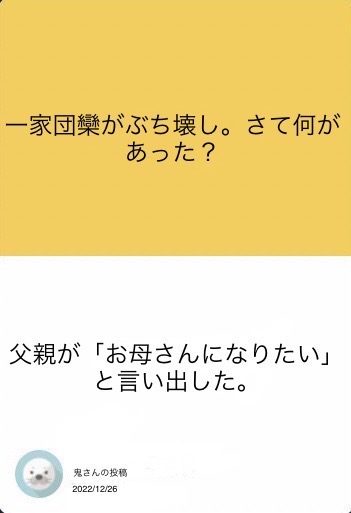 一家団欒がぶち壊し。さて何が
あった？
父親が「お母さんになりたい」
と言い出した。
鬼さんの投稿
2022/12/26